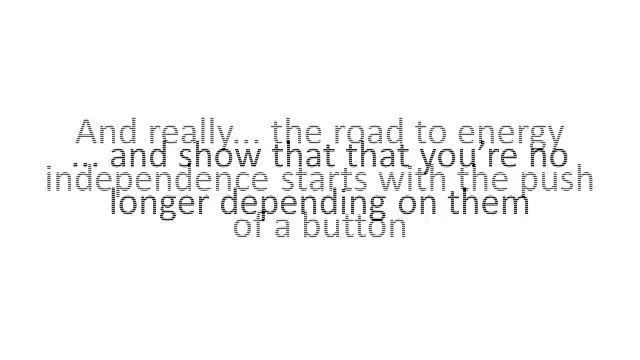 And really... the road to energy
... and show that that you're no
independence starts with the push
longer depending on them
of a button